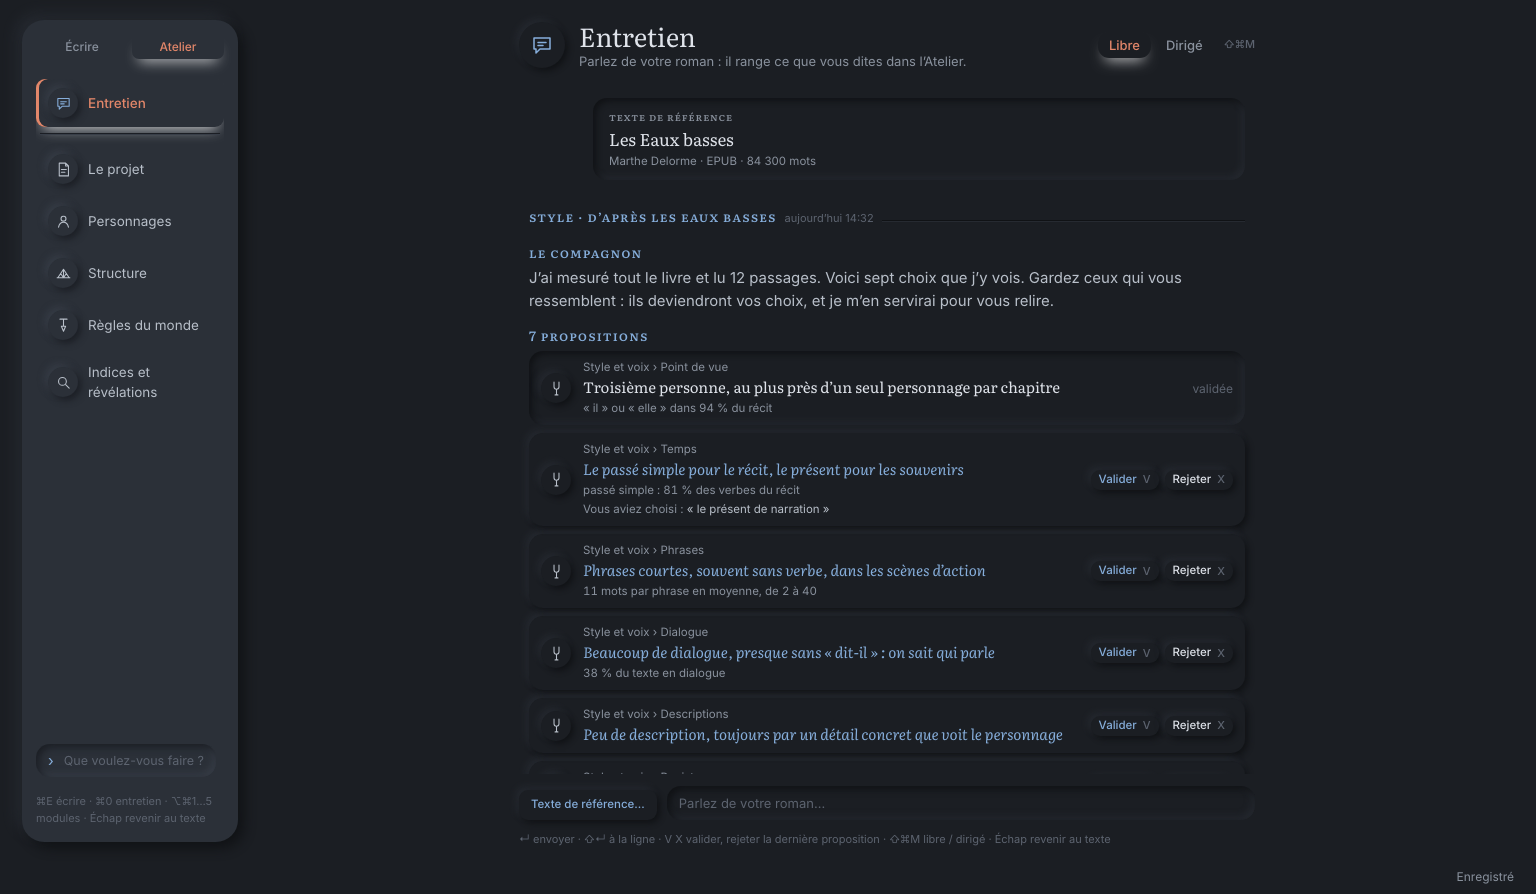 Écrire
Atelier
Entretien
Le projet
Personnages
Structure
Règles du monde
Indices et
révélations
› Que voulez-vous faire ?
⌘E écrire · ⌘0 entretien · ⌥⌘1…5
modules · Échap revenir au texte
Entretien
Parlez de votre roman : il range ce que vous dites dans l’Atelier.
Libre
Dirigé
⇧⌘M
TEXTE DE RÉFÉRENCE
Les Eaux basses
Marthe Delorme · EPUB · 84 300 mots
STYLE · D’APRÈS LES EAUX BASSES aujourd’hui 14:32
LE COMPAGNON
J’ai mesuré tout le livre et lu 12 passages. Voici sept choix que j’y vois. Gardez ceux qui vous
ressemblent : ils deviendront vos choix, et je m’en servirai pour vous relire.
7 PROPOSITIONS
Style et voix › Point de vue
Troisième personne, au plus près d’un seul personnage par chapitre
validée
« il » ou « elle » dans 94 % du récit
Style et voix › Temps
Le passé simple pour le récit, le présent pour les souvenirs
Valider V Rejeter X
passé simple : 81 % des verbes du récit
Vous aviez choisi : « le présent de narration »
Style et voix › Phrases
Phrases courtes, souvent sans verbe, dans les scènes d’action
Valider V Rejeter X
11 mots par phrase en moyenne, de 2 à 40
Style et voix › Dialogue
Beaucoup de dialogue, presque sans « dit-il » : on sait qui parle
Valider V Rejeter X
38 % du texte en dialogue
Style et voix › Descriptions
Peu de description, toujours par un détail concret que voit le personnage
Valider V Rejeter X
Texte de référence…
Parlez de votre roman…
↵ envoyer · ⇧↵ à la ligne · V X valider, rejeter la dernière proposition · ⇧⌘M libre / dirigé · Échap revenir au texte
Enregistré